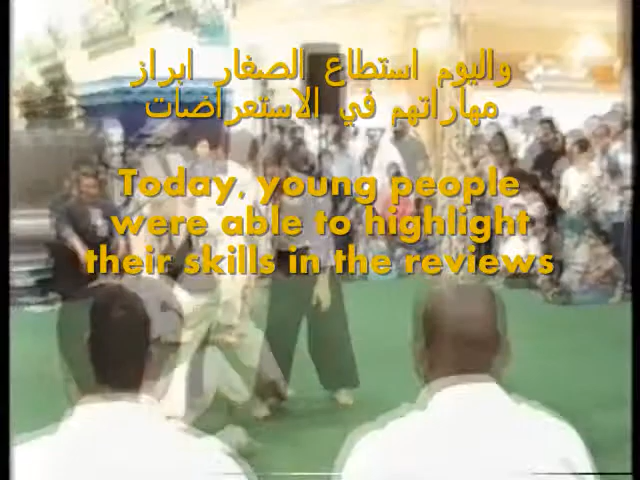 واليوم استطاع الصغار ابراز
مهاراتهم في الاستعراضات
Today, young people
were able to highlight
their skills in the reviews